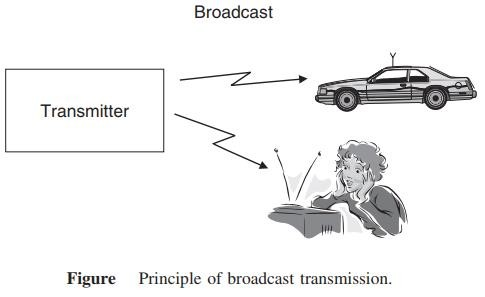 Broadcast
Transmitter
Figure Principle of broadcast transmission.